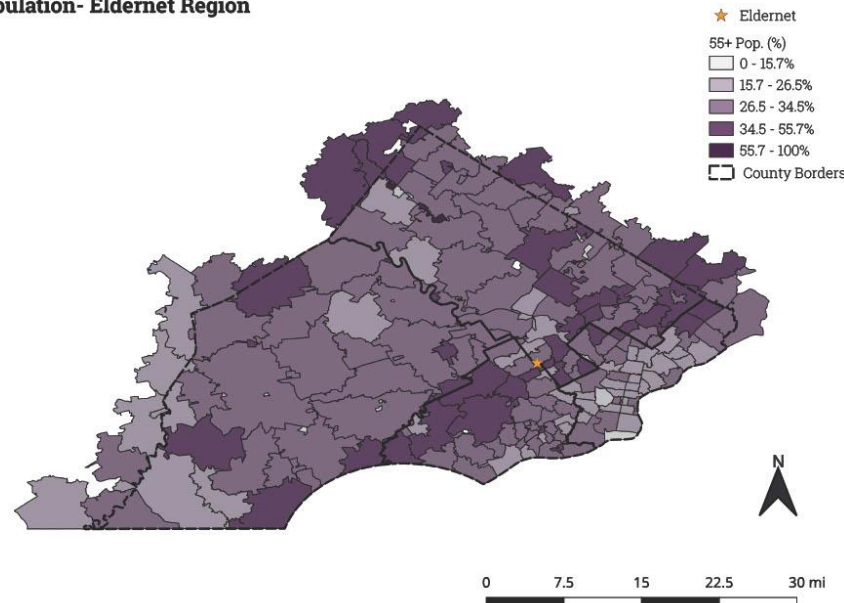 Eldernet Region
Eldernet
55+ Pop. (%)
0 - 15.7%
15.7 - 26.5%
26.5 - 34.5%
34.5 - 55.7%
55.7 - 100%
County Borders
N
0 7.5 15 22.5 30 mi